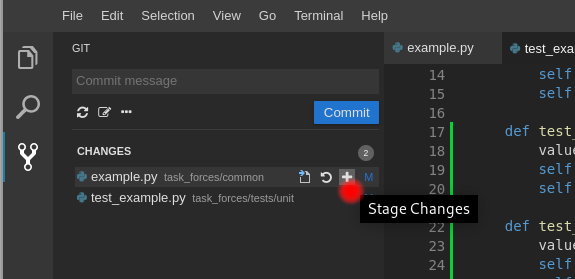 File Edit Selection View Go Terminal Help
GIT
example.py
test_exam
Commit message
14 self
15 self
Commit
16
17 def test_
CHANGES 2
18 value
example.py task_forces/common M
19 self
20 self
test_example.py task_forces/tests/unit
Stage Changes
22 def test_
23 value
24 self